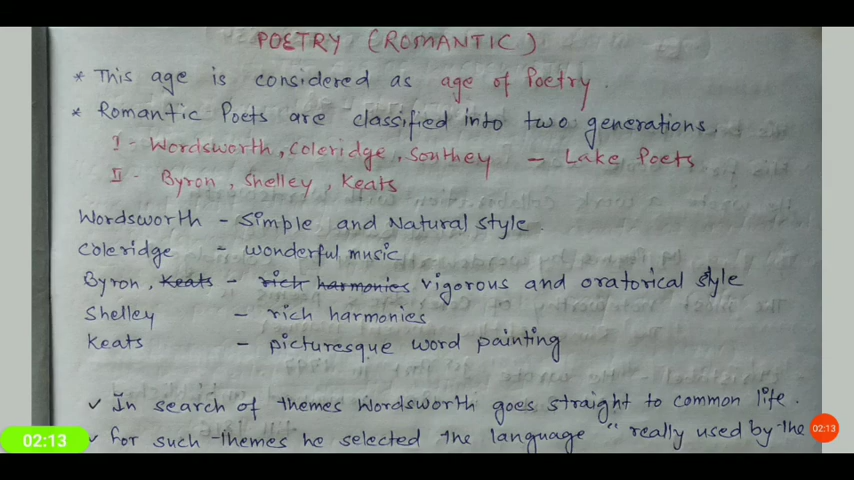 POETRY (ROMANTIC)
* This age is considered as age of Poetry.
* Romantic Poets are classified into two generations.
I - Wordsworth, Coleridge, Southey - Lake Poets
II - Byron, Shelley, Keats
Wordsworth - Simple and Natural style.
Coleridge - wonderful music
Byron, Keats - rich harmonies vigorous and oratorical style
Shelley - rich harmonies
Keats - picturesque word painting
✓ In search of themes Wordsworth goes straight to common life.
✓ For such themes he selected the language "really used by the
02:13
02:13